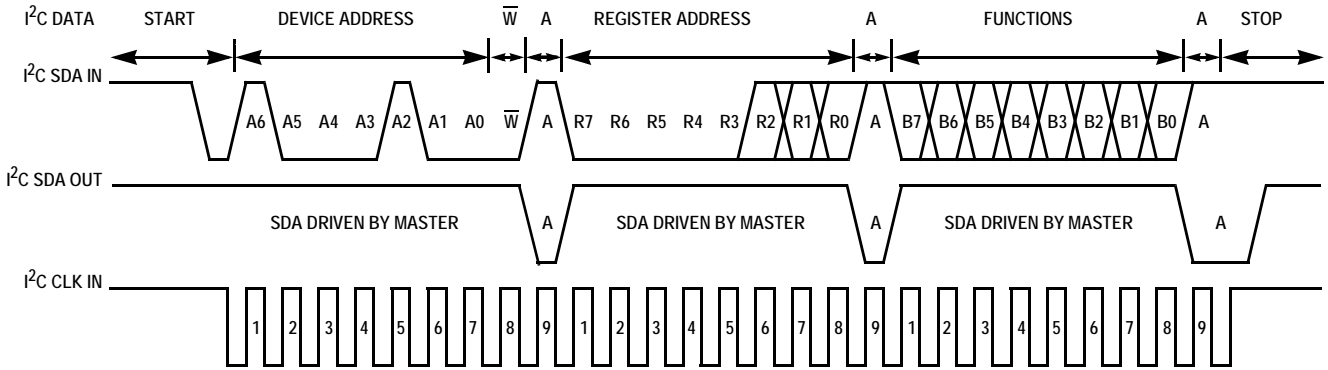 I²C DATA START DEVICE ADDRESS W̅ A REGISTER ADDRESS A FUNCTIONS A STOP
I²C SDA IN
A6 A5 A4 A3 A2 A1 A0 W̅ A R7 R6 R5 R4 R3 R2 R1 R0 A B7 B6 B5 B4 B3 B2 B1 B0 A
I²C SDA OUT
SDA DRIVEN BY MASTER A SDA DRIVEN BY MASTER A SDA DRIVEN BY MASTER A
I²C CLK IN
1 2 3 4 5 6 7 8 9 1 2 3 4 5 6 7 8 9 1 2 3 4 5 6 7 8 9